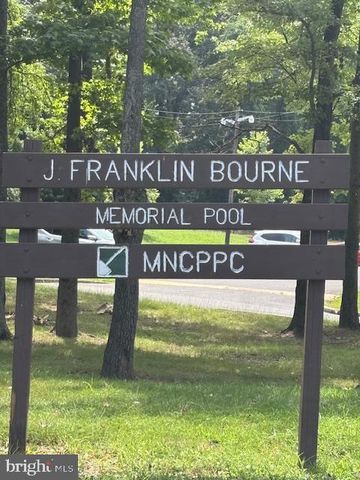 J. FRANKLIN BOURNE
MEMORIAL POOL
MNCPPC
bright MLS